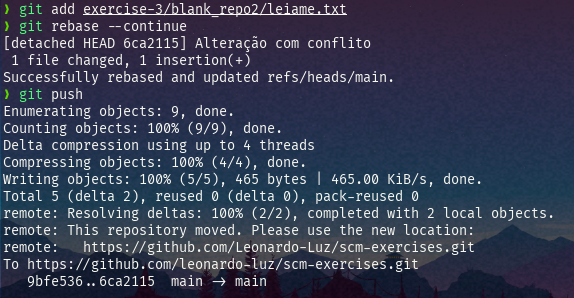 ❯ git add exercise-3/blank_repo2/leiame.txt
❯ git rebase --continue
[detached HEAD 6ca2115] Alteração com conflito
 1 file changed, 1 insertion(+)
Successfully rebased and updated refs/heads/main.
❯ git push
Enumerating objects: 9, done.
Counting objects: 100% (9/9), done.
Delta compression using up to 4 threads
Compressing objects: 100% (4/4), done.
Writing objects: 100% (5/5), 465 bytes | 465.00 KiB/s, done.
Total 5 (delta 2), reused 0 (delta 0), pack-reused 0
remote: Resolving deltas: 100% (2/2), completed with 2 local objects.
remote: This repository moved. Please use the new location:
remote:   https://github.com/Leonardo-Luz/scm-exercises.git
To https://github.com/leonardo-luz/scm-exercises.git
   9bfe536..6ca2115  main -> main